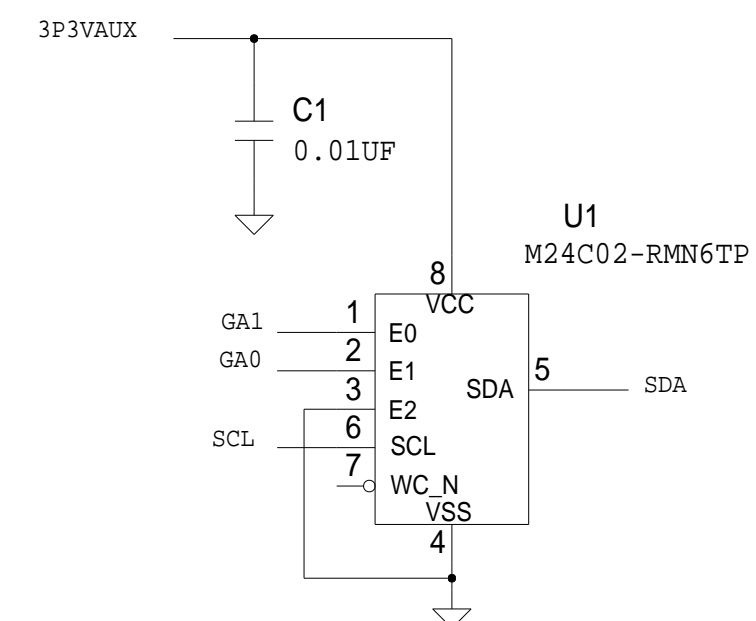 3P3VAUX
C1
0.01UF
U1
M24C02-RMN6TP
8
VCC
GA1 1 E0
GA0 2 E1
3 E2
SDA 5 SDA
SCL 6 SCL
7 WC_N
VSS
4